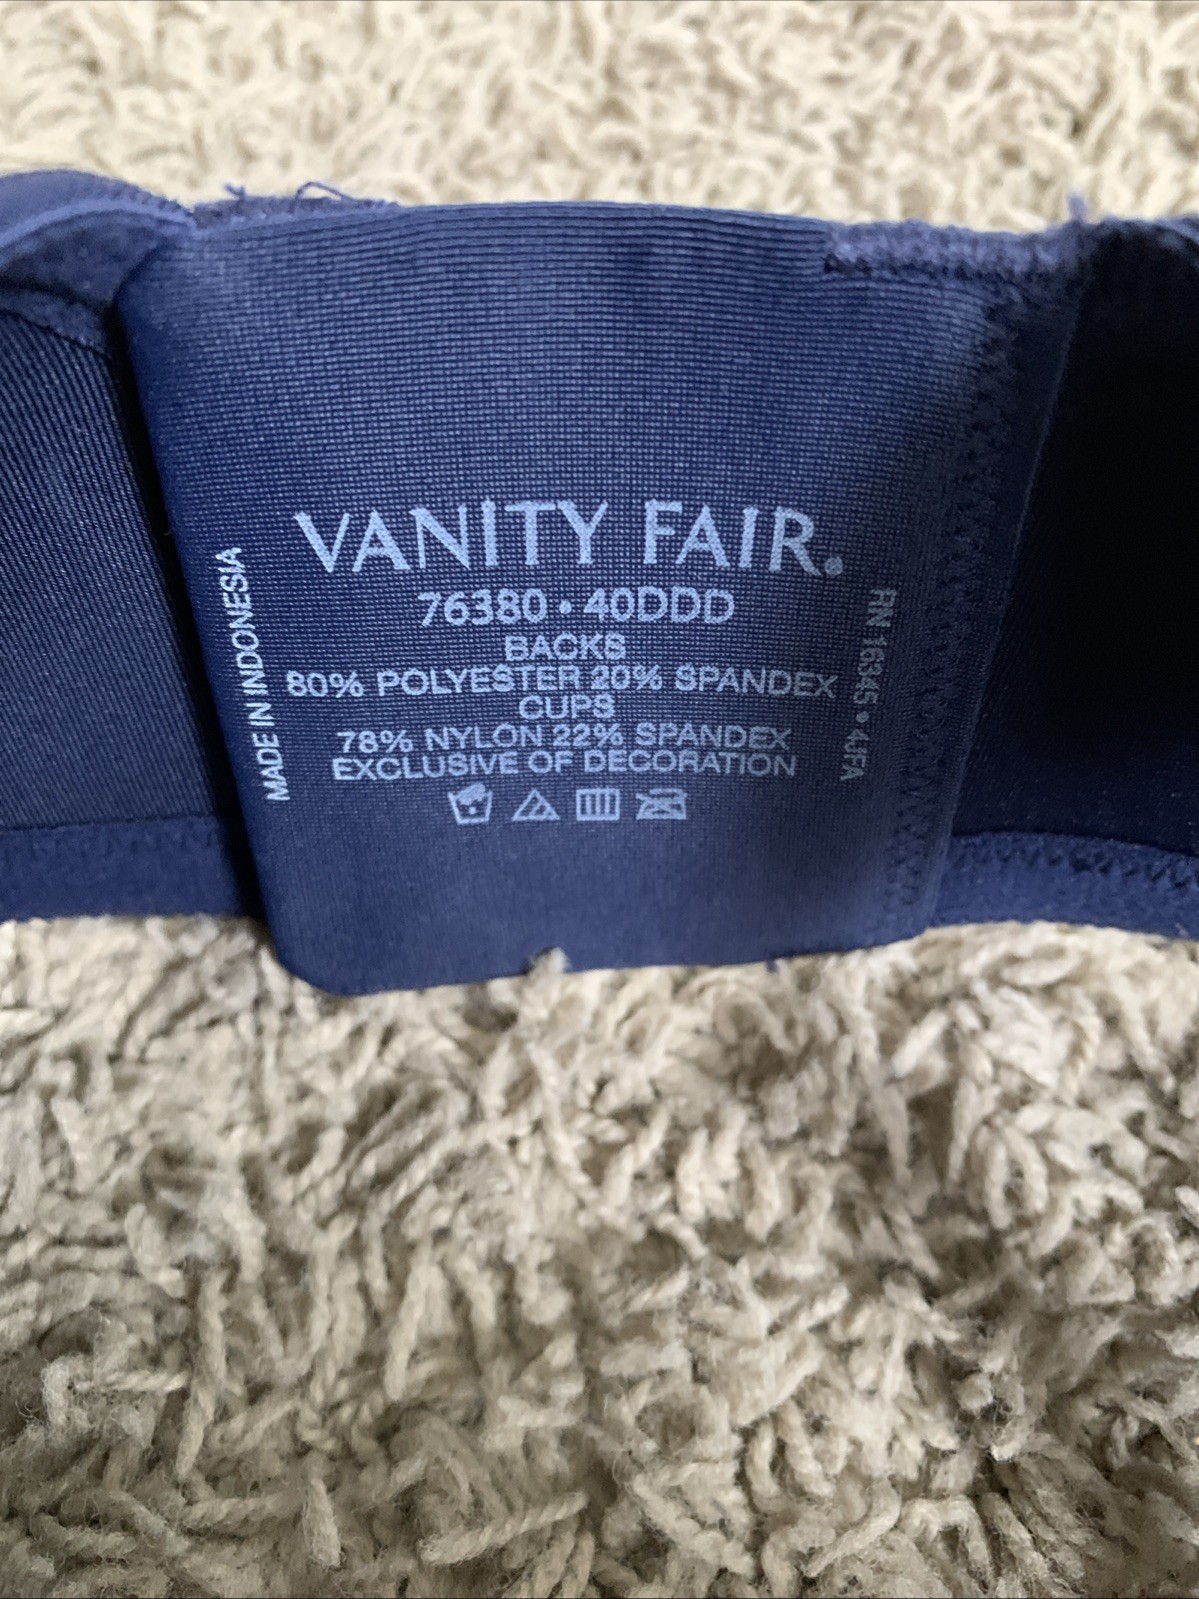 VANITY FAIR.
76380 • 40DDD
BACKS
80% POLYESTER 20% SPANDEX
CUPS
78% NYLON 22% SPANDEX
EXCLUSIVE OF DECORATION
MADE IN INDONESIA
RN 16345 • 4JFA